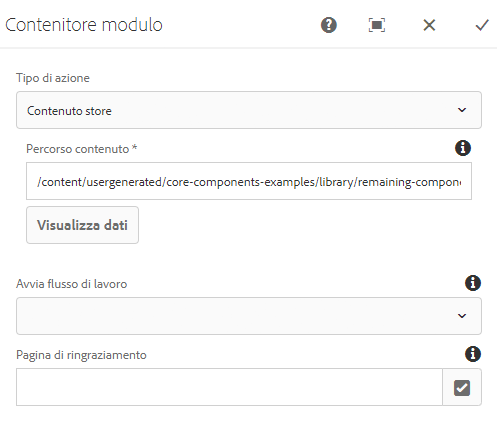 Contenitore modulo
Tipo di azione
Contenuto store
Percorso contenuto *
/content/usergenerated/core-components-examples/library/remaining-compon
Visualizza dati
Avvia flusso di lavoro
Pagina di ringraziamento